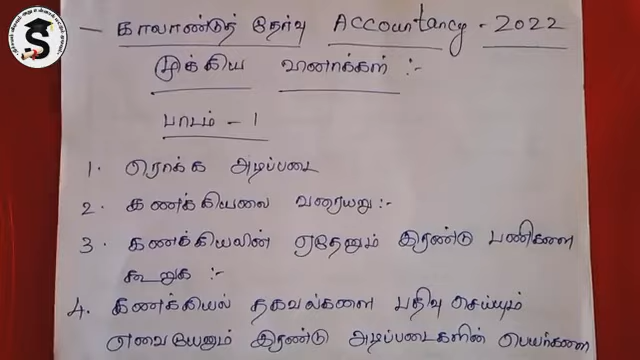 — காலாண்டுத் தேர்வு Accountancy - 2022
முக்கிய வினாக்கள் :-
பாடம் - 1
1. ரொக்க அடிப்படை
2. கணக்கியலை வரையறு :-
3. கணக்கியலின் ஏதேனும் இரண்டு பணிகளை
கூறுக :-
4. கணக்கியல் தகவல்களை பதிவு செய்யும்
எவையேனும் இரண்டு அடிப்படைகளின் பெயர்களை